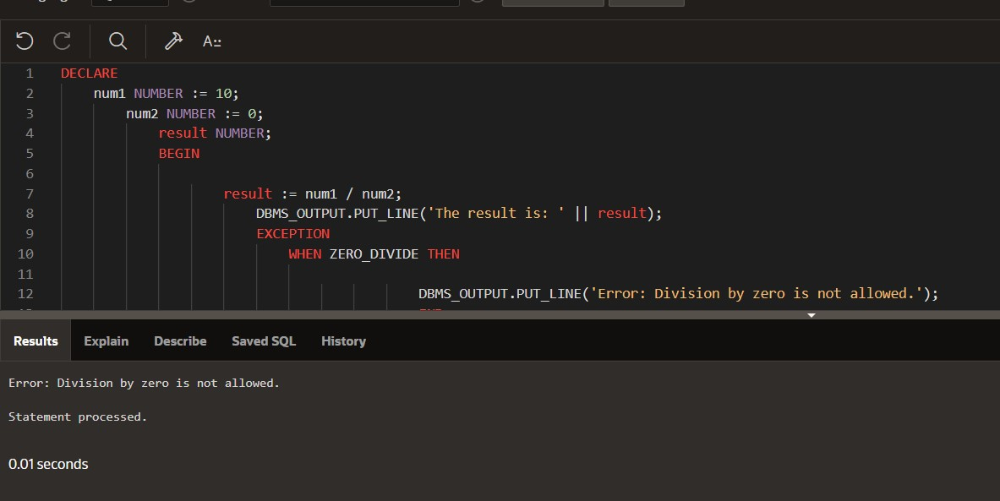 1 DECLARE
2 num1 NUMBER := 10;
3 num2 NUMBER := 0;
4 result NUMBER;
5 BEGIN
6
7 result := num1 / num2;
8 DBMS_OUTPUT.PUT_LINE('The result is: ' || result);
9 EXCEPTION
10 WHEN ZERO_DIVIDE THEN
11
12 DBMS_OUTPUT.PUT_LINE('Error: Division by zero is not allowed.');
Results Explain Describe Saved SQL History
Error: Division by zero is not allowed.
Statement processed.
0.01 seconds